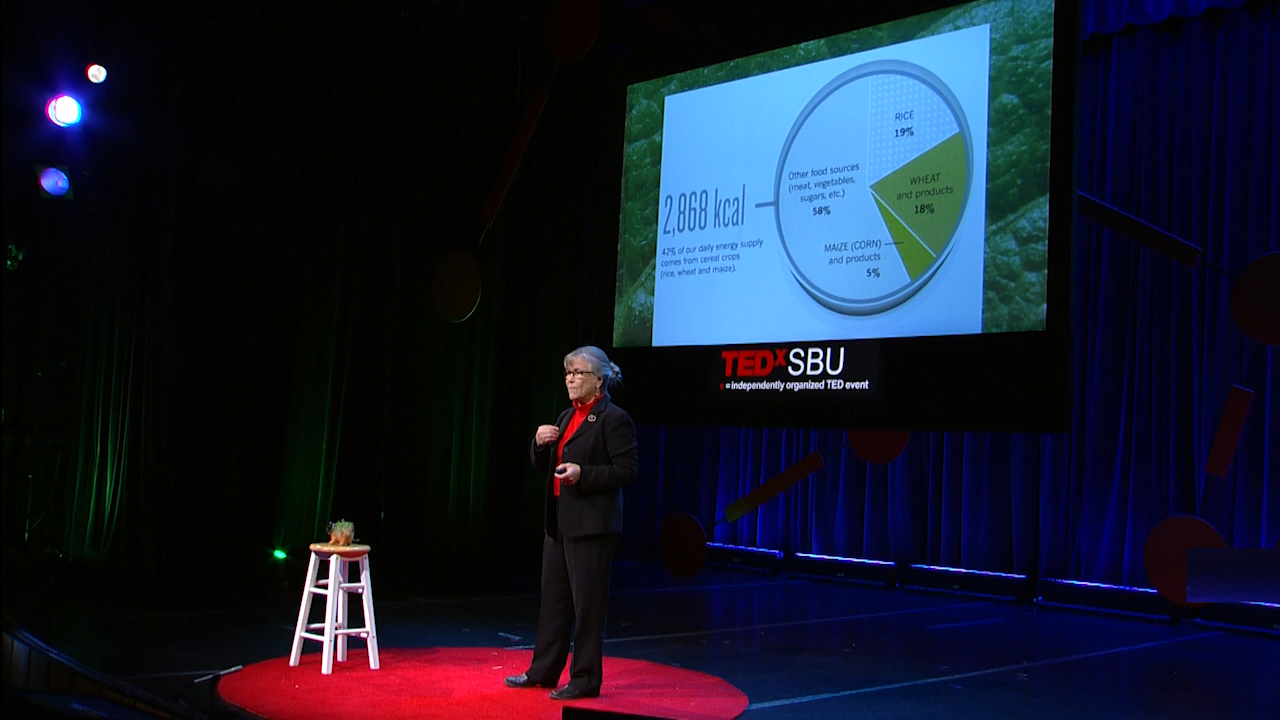 2,868 kcal
42% of our daily energy supply
comes from cereal crops
(rice, wheat and maize).
Other food sources
(meat, vegetables,
sugars, etc.)
58%
RICE
19%
WHEAT
and products
18%
MAIZE (CORN)
and products
5%
TEDxSBU
x = independently organized TED event